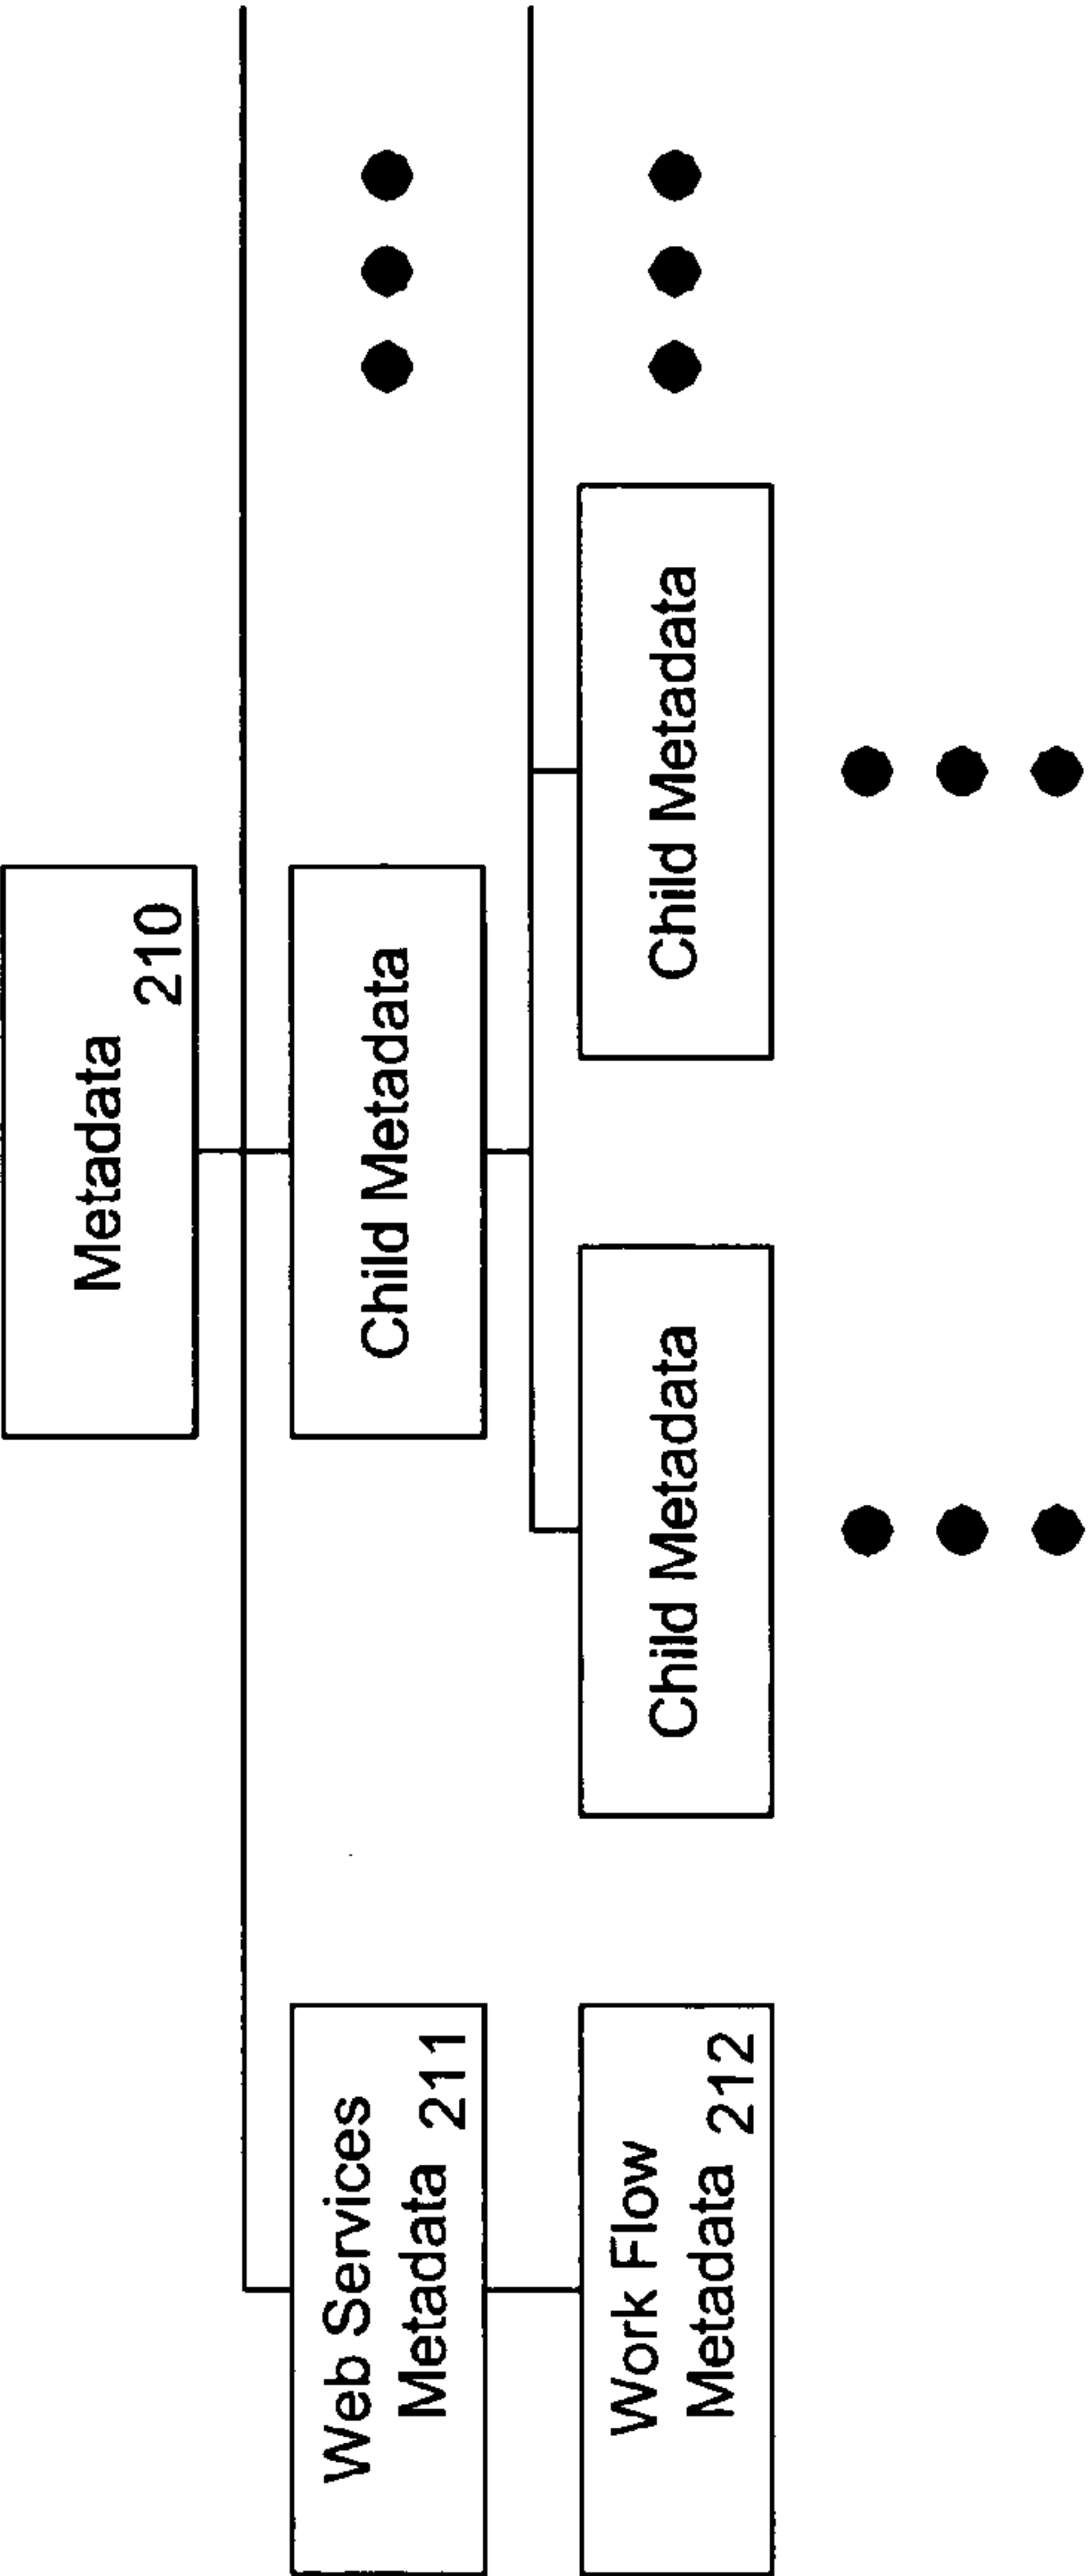 Metadata
210
Web Services
Metadata 211
Child Metadata
Work Flow
Metadata 212
Child Metadata
Child Metadata